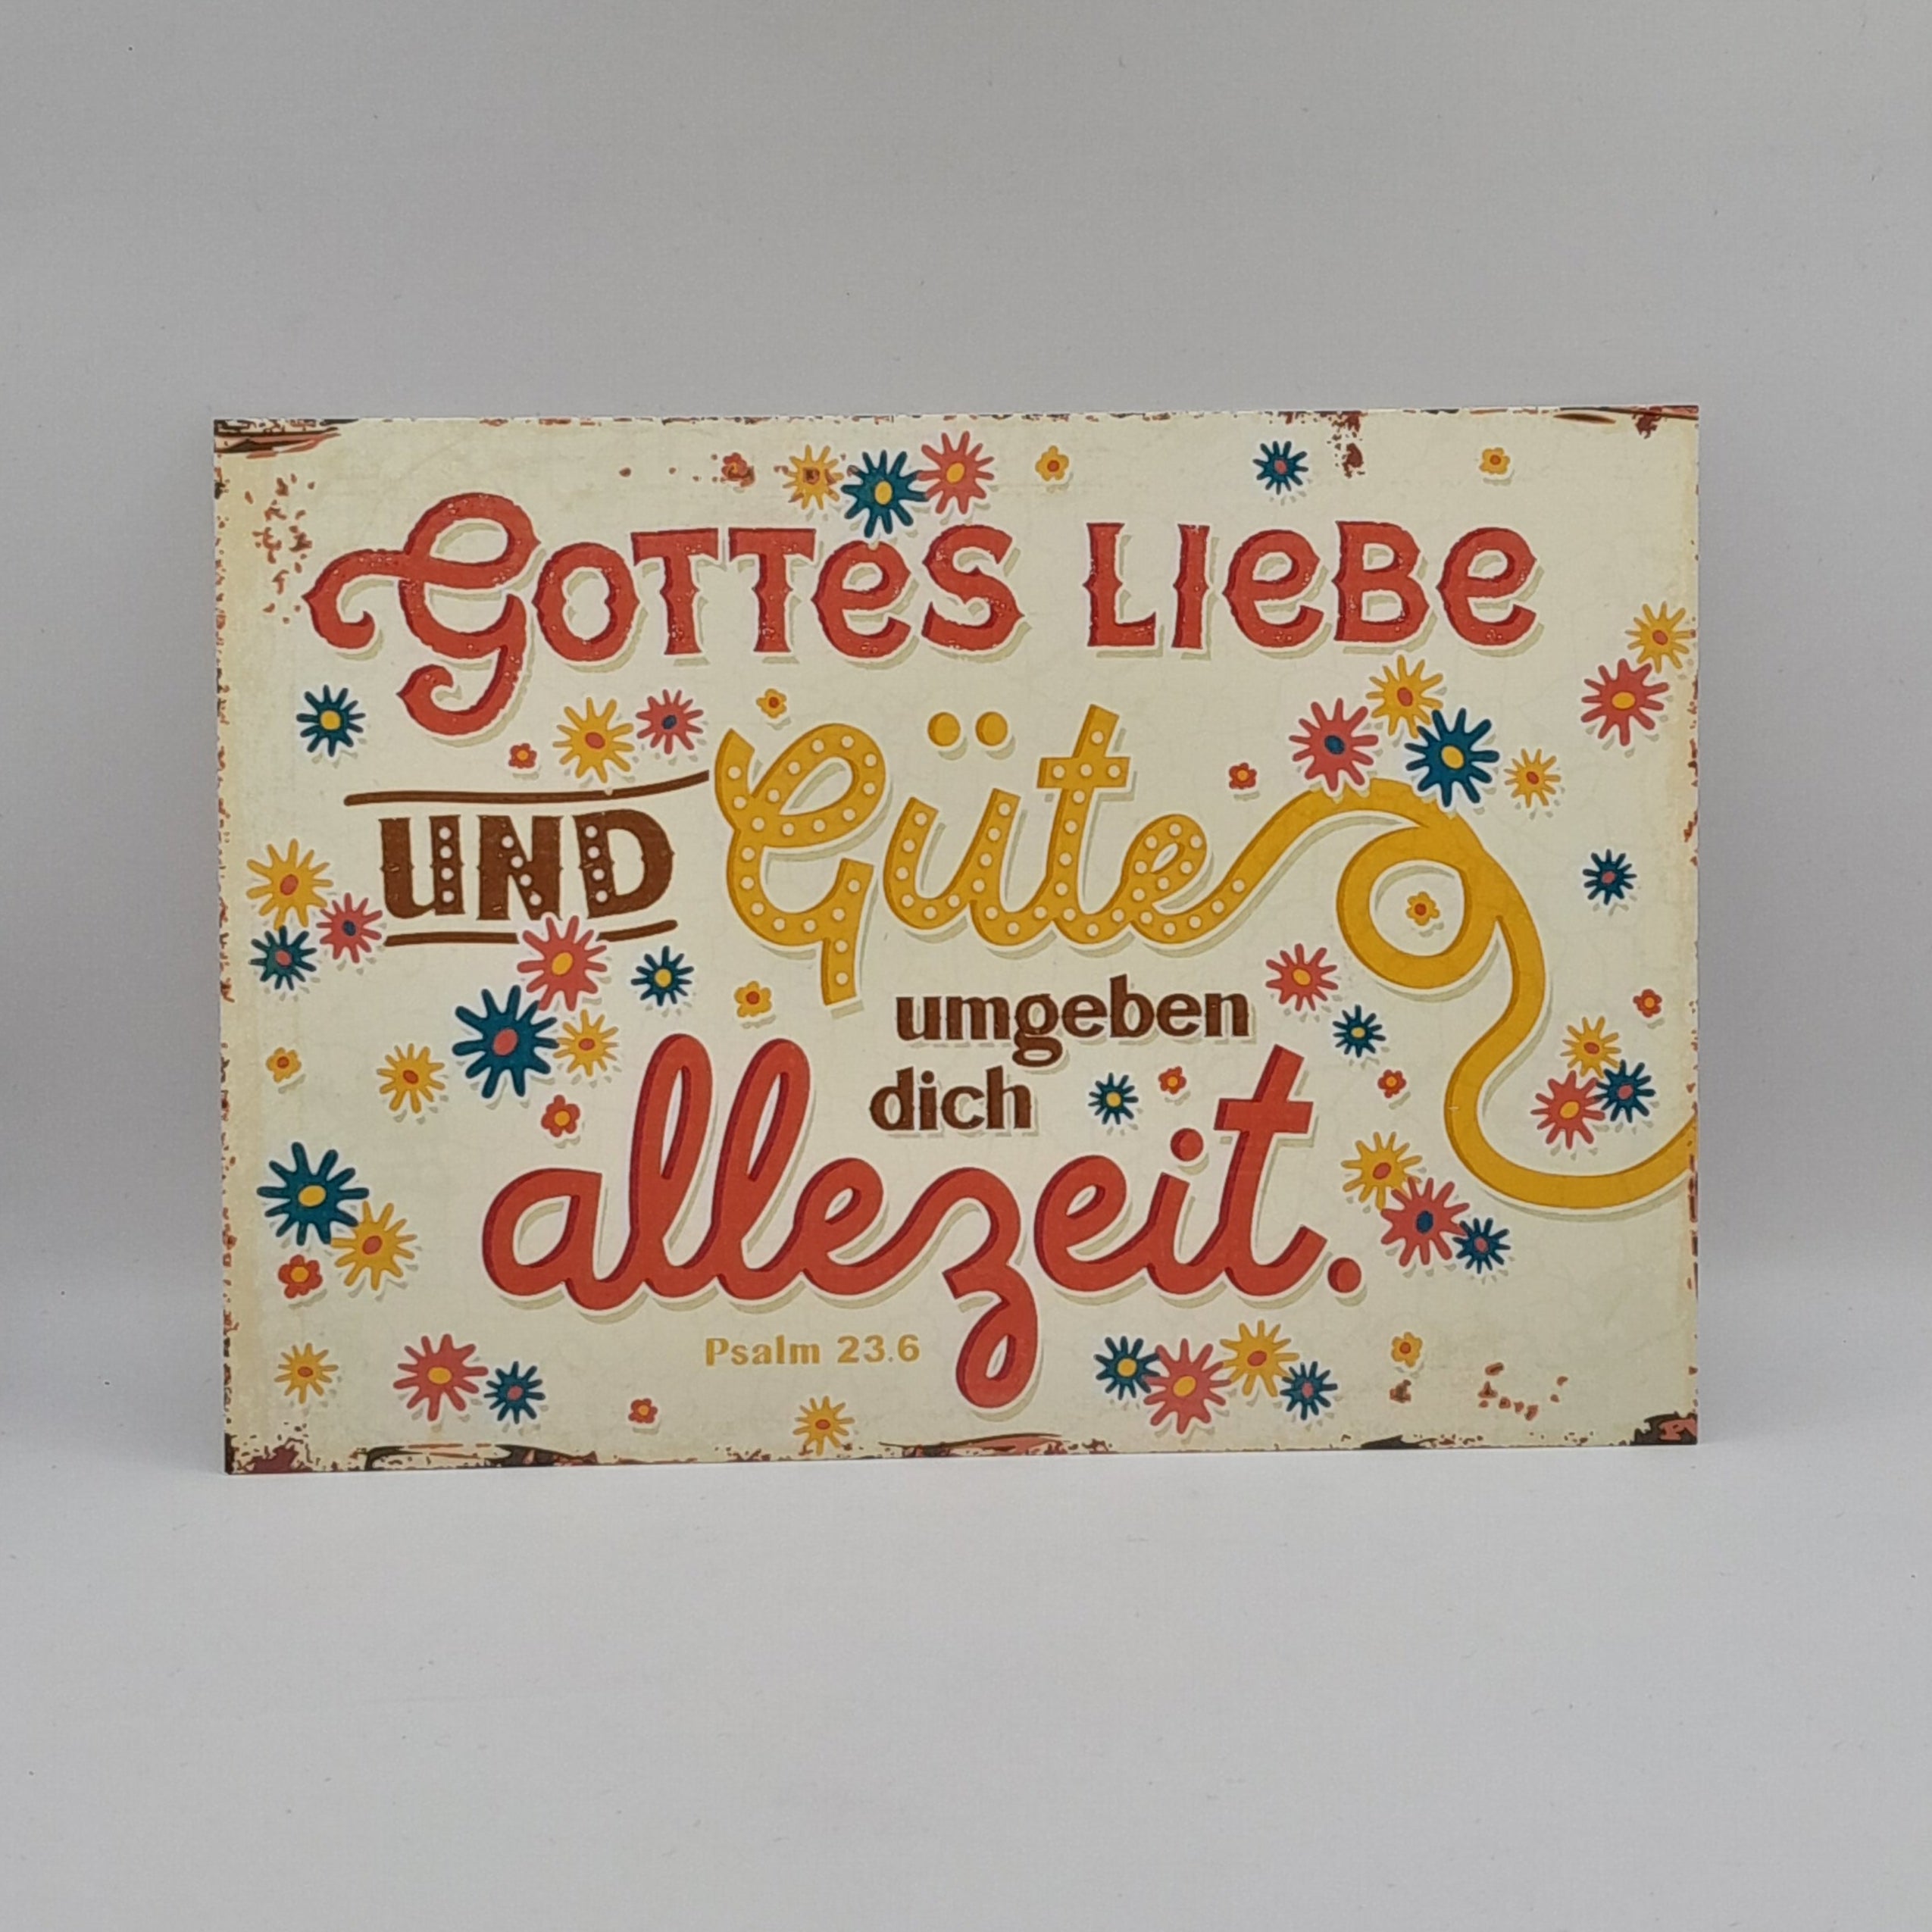 Gottes Liebe
und Güte
umgeben
dich
allezeit.
Psalm 23.6